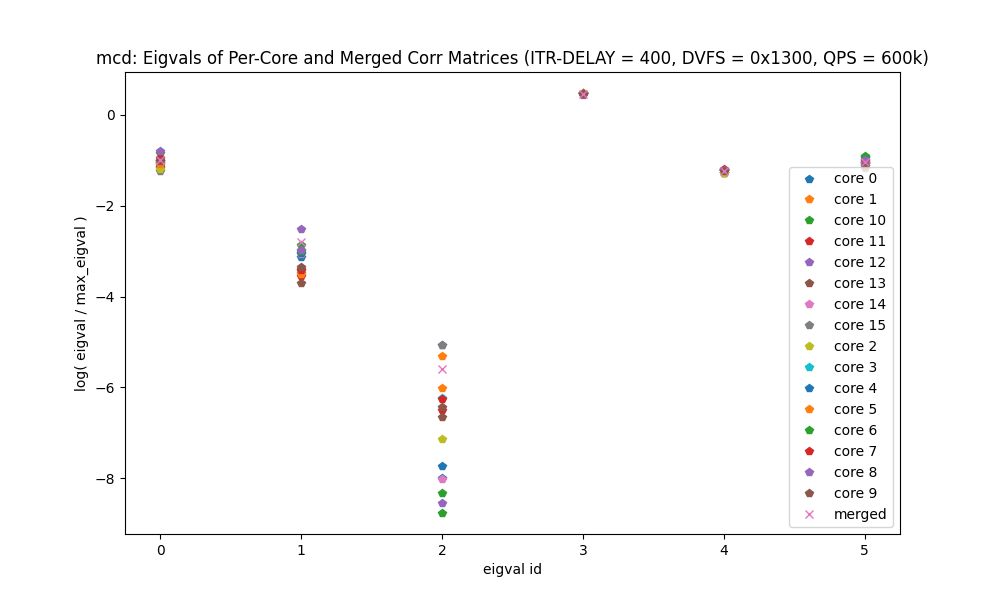 mcd: Eigvals of Per-Core and Merged Corr Matrices (ITR-DELAY = 400, DVFS = 0x1300, QPS = 600k)
log( eigval / max_eigval )
0
−2
−4
−6
−8
0 1 2 3 4 5
eigval id
core 0
core 1
core 10
core 11
core 12
core 13
core 14
core 15
core 2
core 3
core 4
core 5
core 6
core 7
core 8
core 9
merged